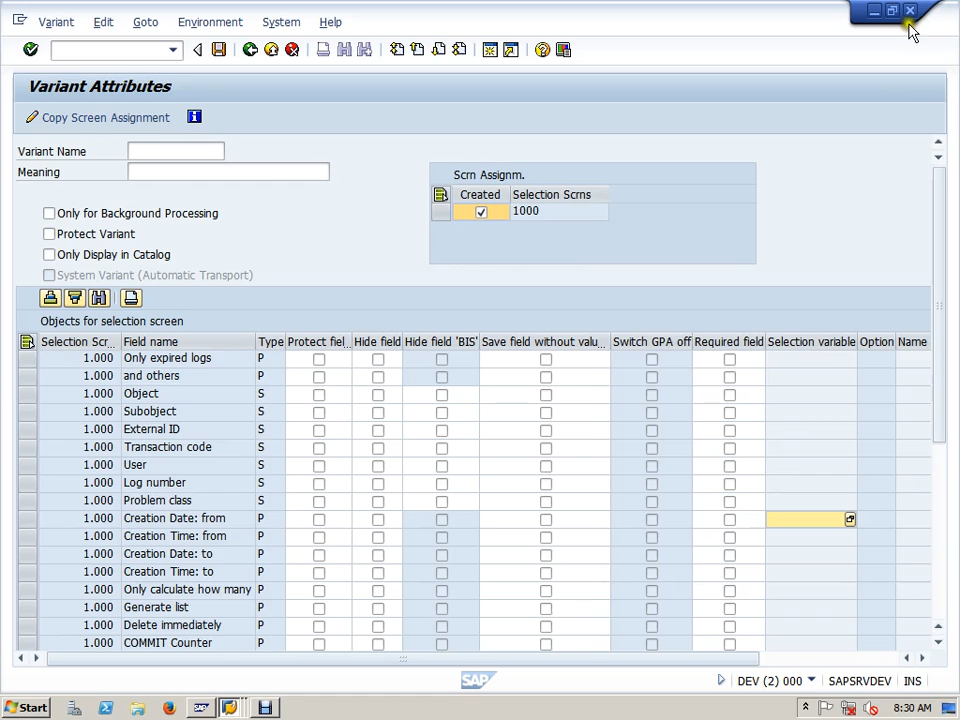 Variant Edit Goto Environment System Help
Variant Attributes
Copy Screen Assignment
Variant Name
Meaning
Scrn Assignm.
Created Selection Scrns
1000
Only for Background Processing
Protect Variant
Only Display in Catalog
System Variant (Automatic Transport)
Objects for selection screen
Selection Scr... Field name Type Protect fiel... Hide field Hide field 'BIS' Save field without valu... Switch GPA off Required field Selection variable Option Name
1.000 Only expired logs P
1.000 and others P
1.000 Object S
1.000 Subobject S
1.000 External ID S
1.000 Transaction code S
1.000 User S
1.000 Log number S
1.000 Problem class S
1.000 Creation Date: from P
1.000 Creation Time: from P
1.000 Creation Date: to P
1.000 Creation Time: to P
1.000 Only calculate how many P
1.000 Generate list P
1.000 Delete immediately P
1.000 COMMIT Counter P
SAP
DEV (2) 000 SAPSRVDEV INS
Start 8:30 AM